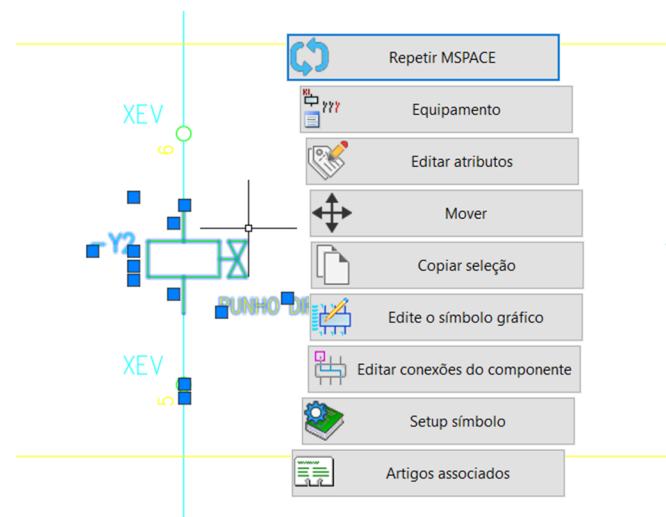 Repetir MSPACE
XEV
K1
Equipamento
6
Editar atributos
Mover
-Y2
Copiar seleção
PUNHO DI
Edite o símbolo gráfico
XEV
Editar conexões do componente
5
Setup símbolo
Artigos associados